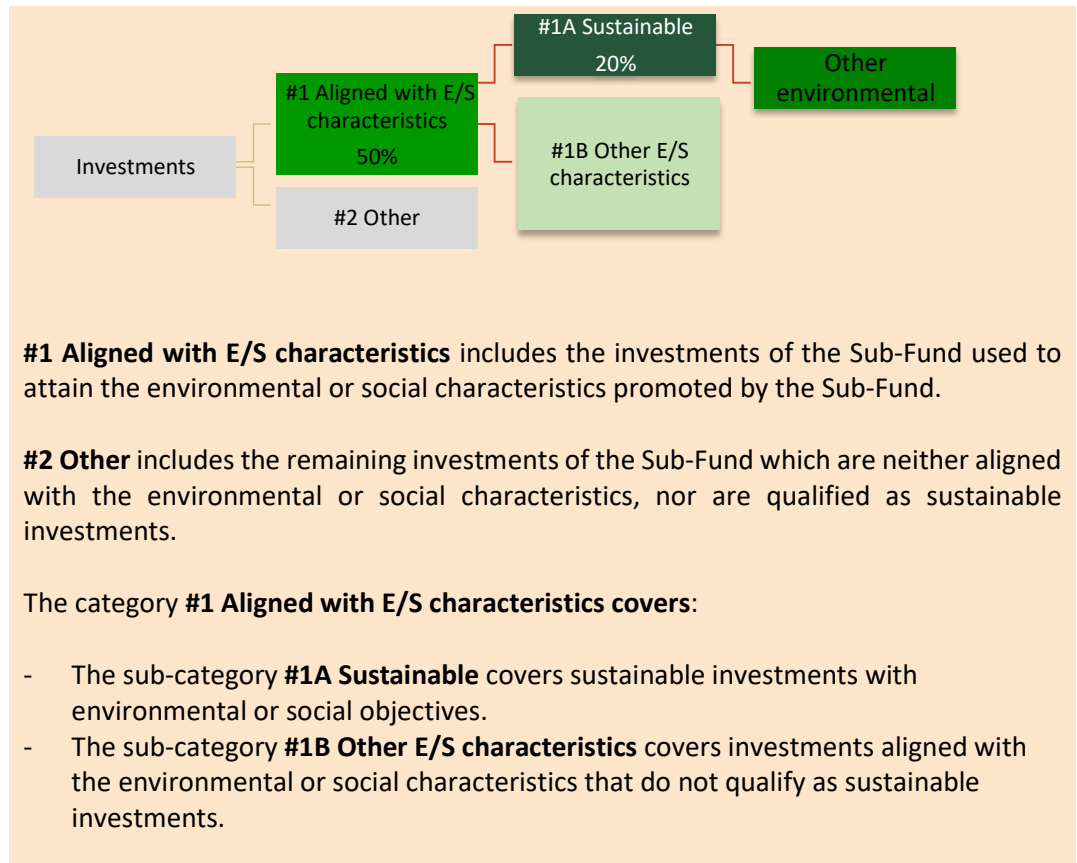 #1A Sustainable
20%
Other
environmental
#1 Aligned with E/S
characteristics
50%
#1B Other E/S
characteristics
Investments
#2 Other
#1 Aligned with E/S characteristics includes the investments of the Sub-Fund used to
attain the environmental or social characteristics promoted by the Sub-Fund.
#2 Other includes the remaining investments of the Sub-Fund which are neither aligned
with the environmental or social characteristics, nor are qualified as sustainable
investments.
The category #1 Aligned with E/S characteristics covers:
- The sub-category #1A Sustainable covers sustainable investments with
environmental or social objectives.
- The sub-category #1B Other E/S characteristics covers investments aligned with
the environmental or social characteristics that do not qualify as sustainable
investments.